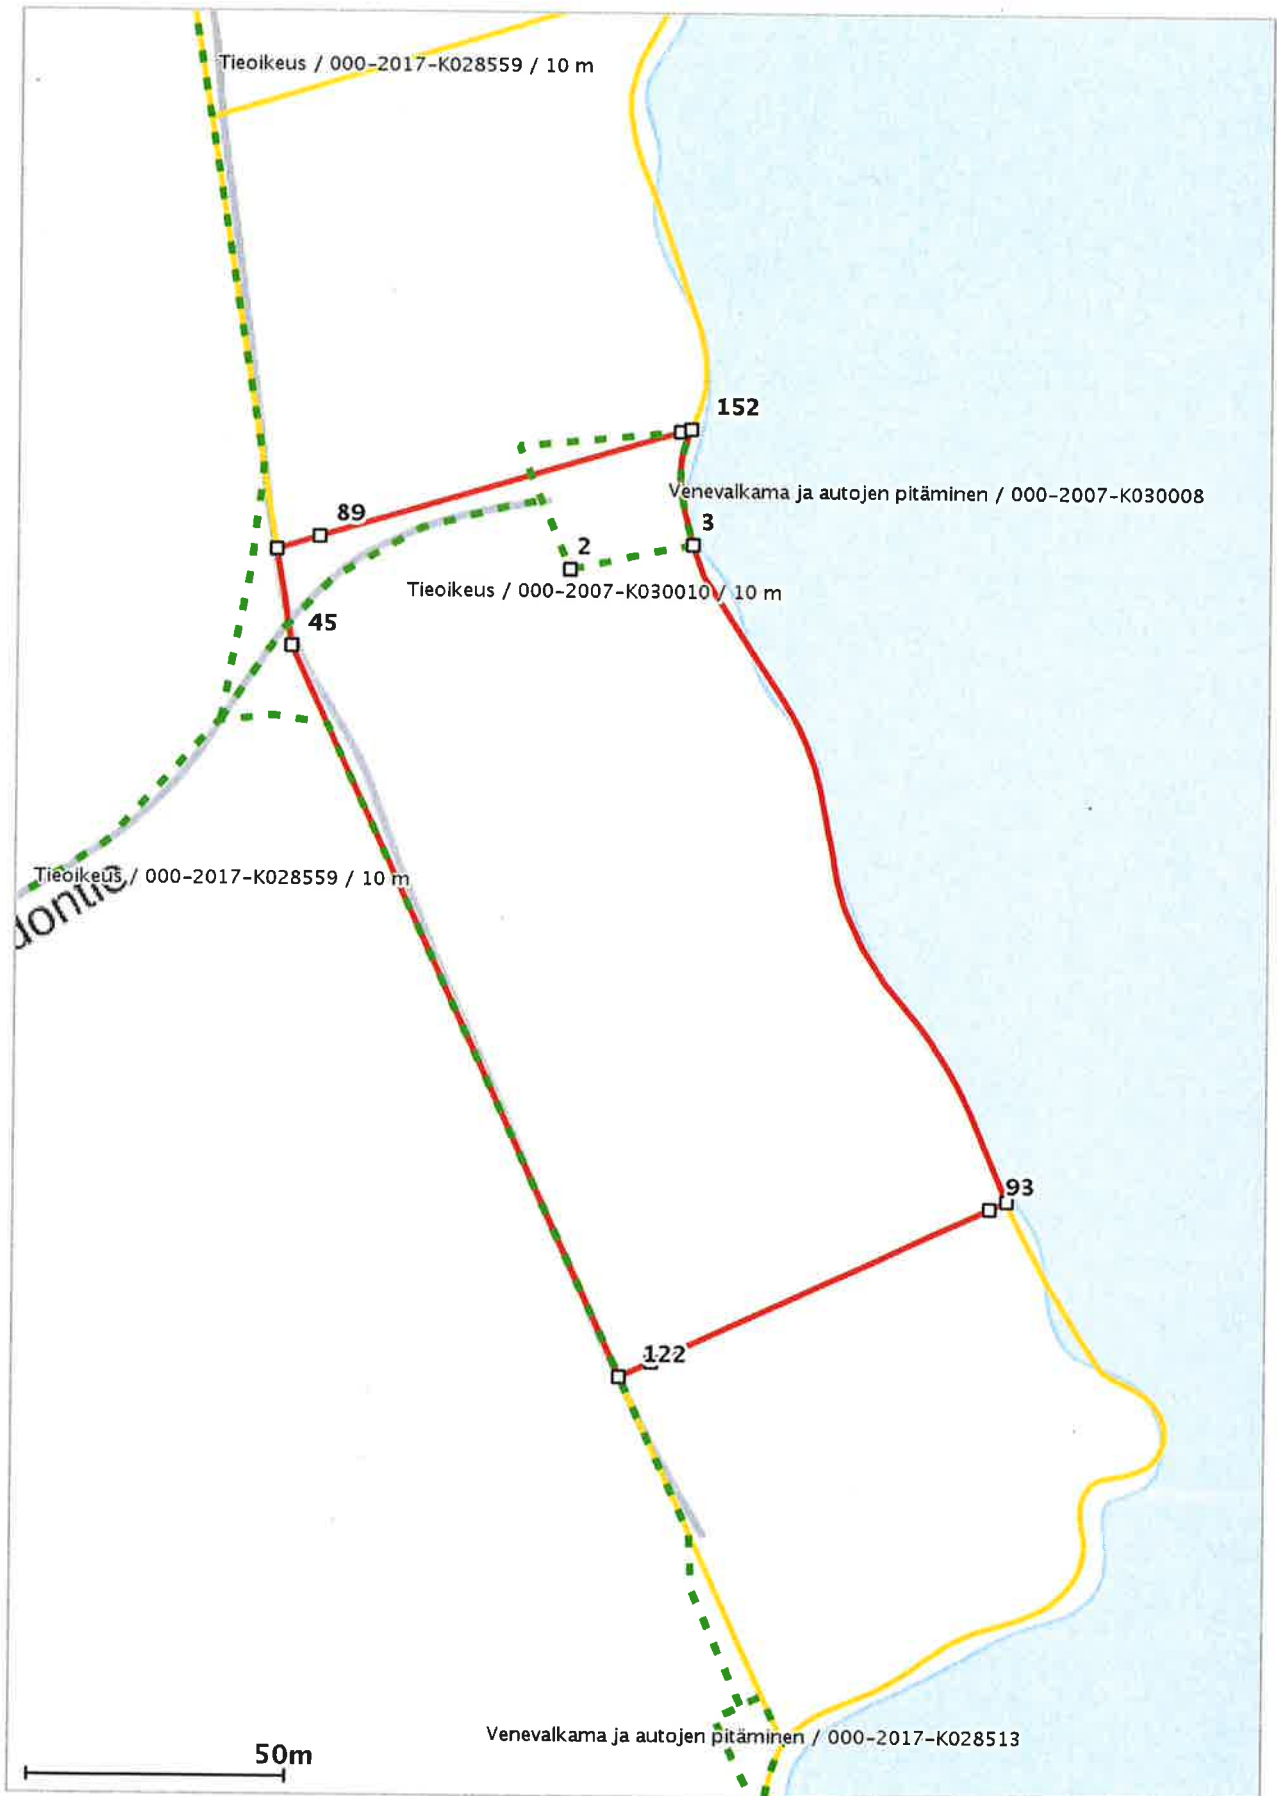 Tieoikeus / 000-2017-K028559 / 10 m
152
Venevalkama ja autojen pitäminen / 000-2007-K030008
89
3
2
Tieoikeus / 000-2007-K030010 / 10 m
45
Tieoikeus / 000-2017-K028559 / 10 m
dontie
93
122
Venevalkama ja autojen pitäminen / 000-2017-K028513
50m